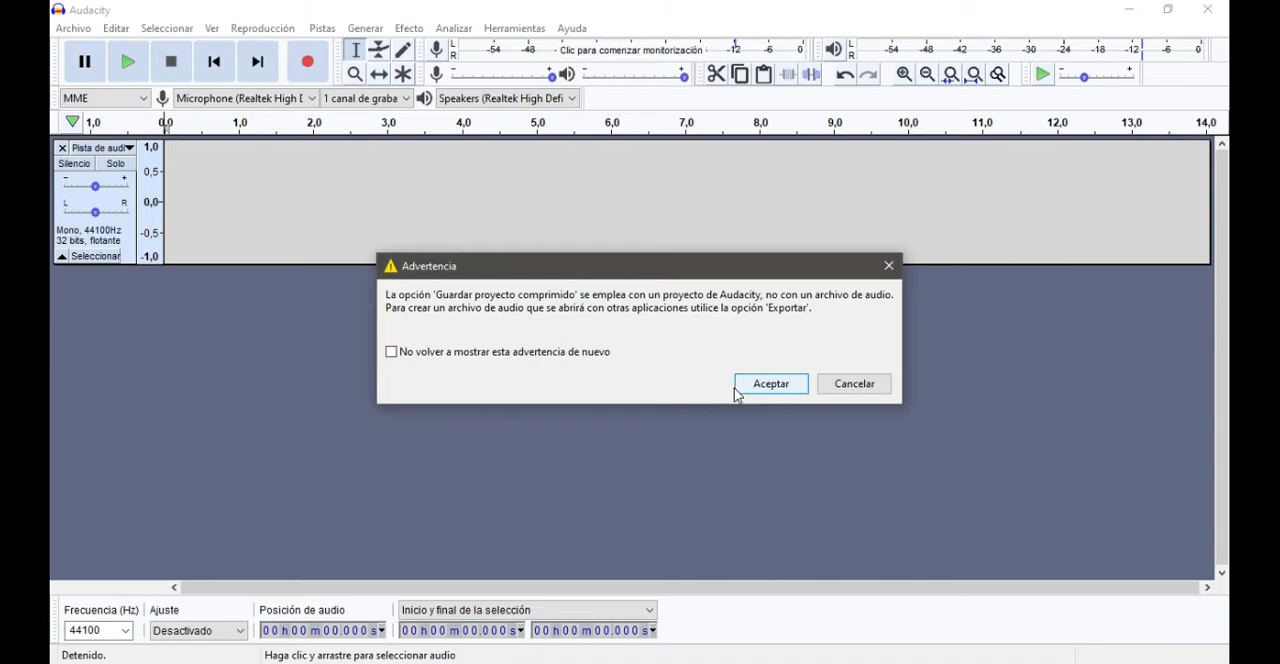 Audacity
Archivo Editar Seleccionar Ver Reproducción Pistas Generar Efecto Analizar Herramientas Ayuda
L R -54 -48 Clic para comenzar monitorización -12 -6 0 L R -54 -48 -42 -36 -30 -24 -18 -12 -6 0
MME Microphone (Realtek High D 1 canal de graba Speakers (Realtek High Defi
1,0 0,0 1,0 2,0 3,0 4,0 5,0 6,0 7,0 8,0 9,0 10,0 11,0 12,0 13,0 14,0
Pista de audi 1,0
Silencio Solo
0,5
- +
L R 0,0
Mono, 44100Hz
32 bits, flotante -0,5
Seleccionar -1,0
Advertencia
La opción 'Guardar proyecto comprimido' se emplea con un proyecto de Audacity, no con un archivo de audio.
Para crear un archivo de audio que se abrirá con otras aplicaciones utilice la opción 'Exportar'.
No volver a mostrar esta advertencia de nuevo
Aceptar Cancelar
Frecuencia (Hz) Ajuste Posición de audio Inicio y final de la selección
44100 Desactivado 00 h 00 m 00.000 s 00 h 00 m 00.000 s 00 h 00 m 00.000 s
Detenido. Haga clic y arrastre para seleccionar audio